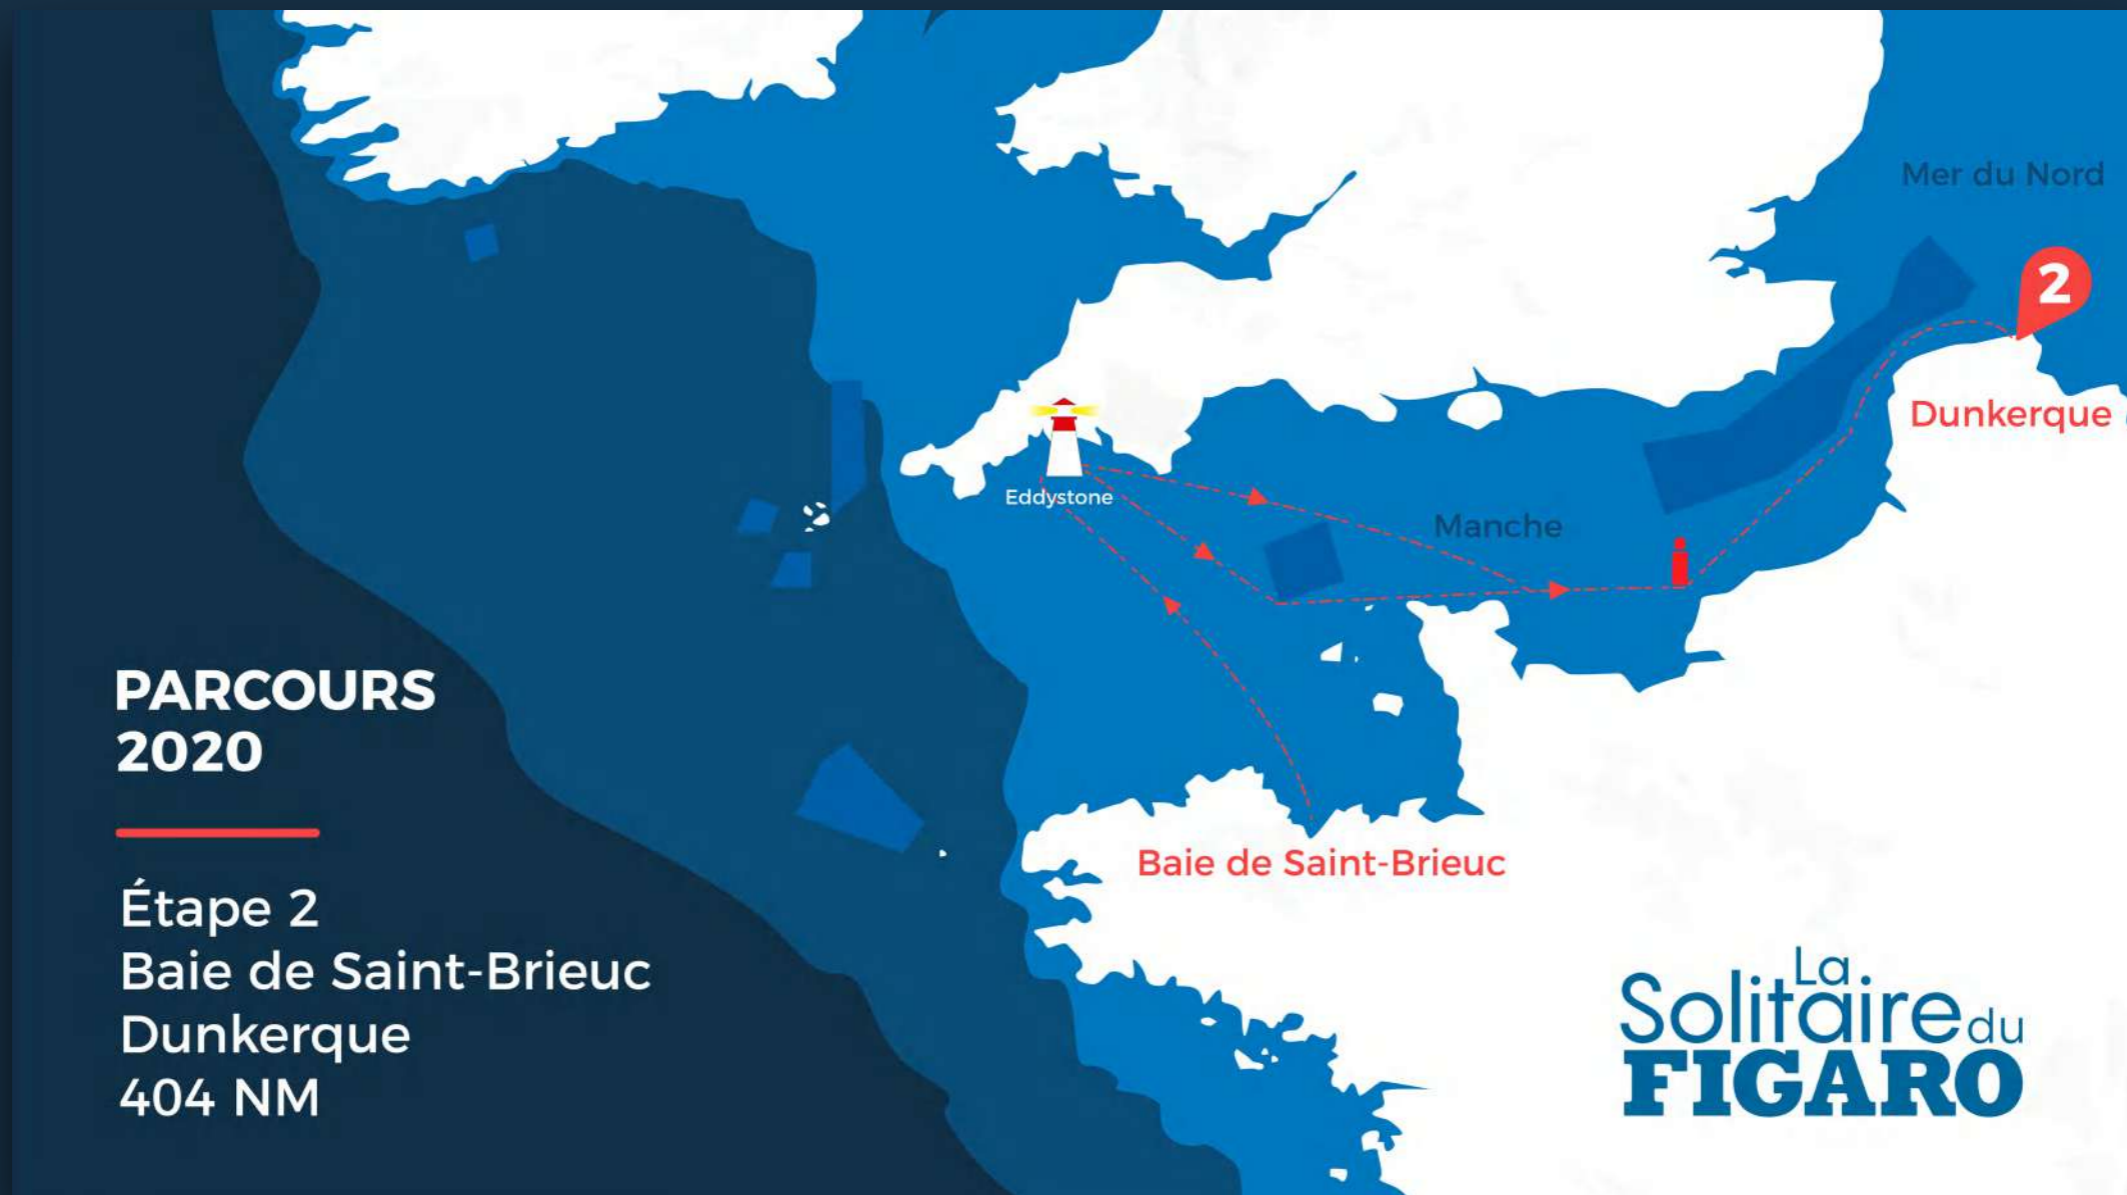 Mer du Nord
2
Dunkerque
Eddystone
Manche
PARCOURS
2020
Baie de Saint-Brieuc
Étape 2
Baie de Saint-Brieuc
Dunkerque
404 NM
La
Solitaire du
FIGARO